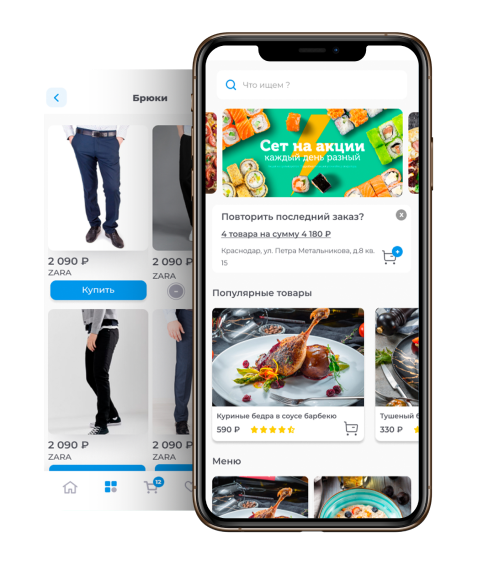 Брюки
2 090 ₽
ZARA
Купить
2 090 ₽
ZARA
2 090 ₽
ZARA
2 090 ₽
ZARA
12
Что ищем ?
Сет на акции
каждый день разный
Повторить последний заказ?
x
4 товара на сумму 4 180 ₽
Краснодар, ул. Петра Метальникова, д.8 кв.
15
+
Популярные товары
Куриные бедра в соусе барбекю
590 ₽
Тушеный б
330 ₽
Меню